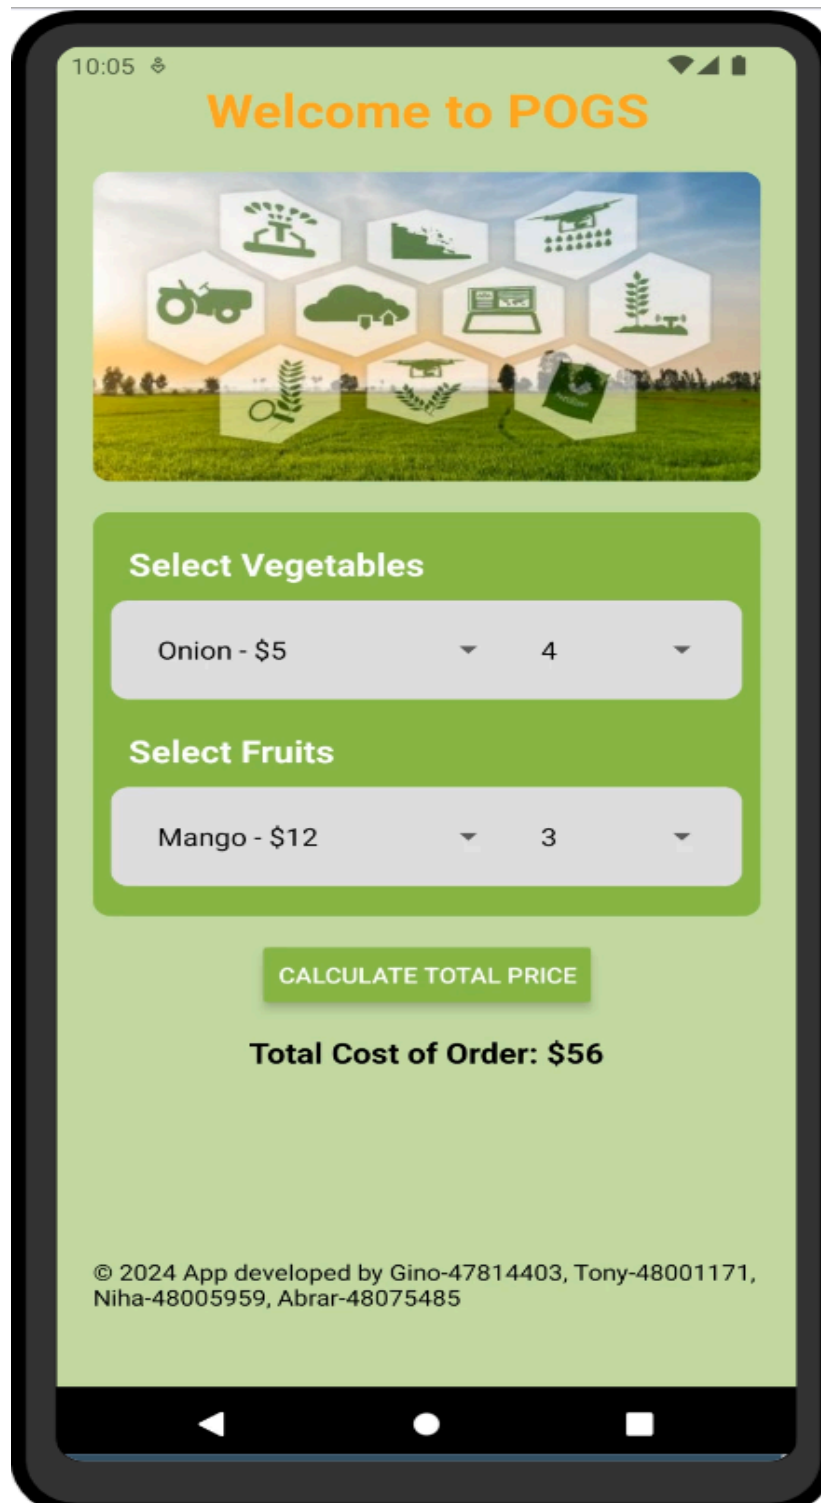 10:05
Welcome to POGS
Select Vegetables
Onion - $5 4
Select Fruits
Mango - $12 3
CALCULATE TOTAL PRICE
Total Cost of Order: $56
© 2024 App developed by Gino-47814403, Tony-48001171,
Niha-48005959, Abrar-48075485